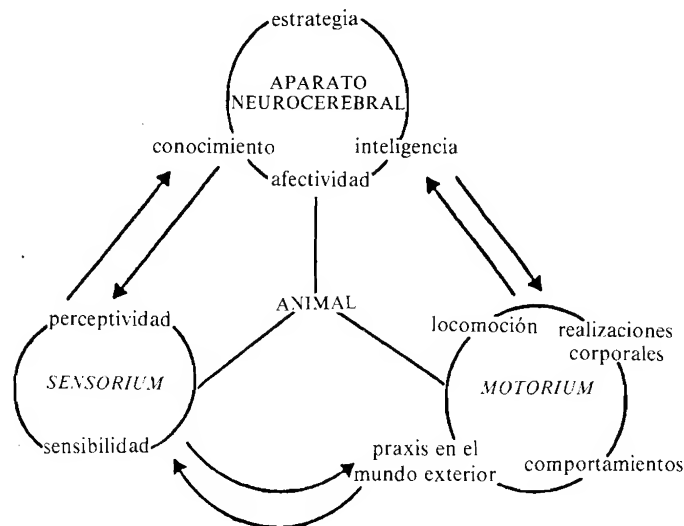 estrategia
APARATO
NEUROCEREBRAL
conocimiento
inteligencia
afectividad
ANIMAL
perceptividad
SENSORIUM
sensibilidad
locomoción
realizaciones
corporales
MOTORIUM
praxis en el
mundo exterior
comportamientos